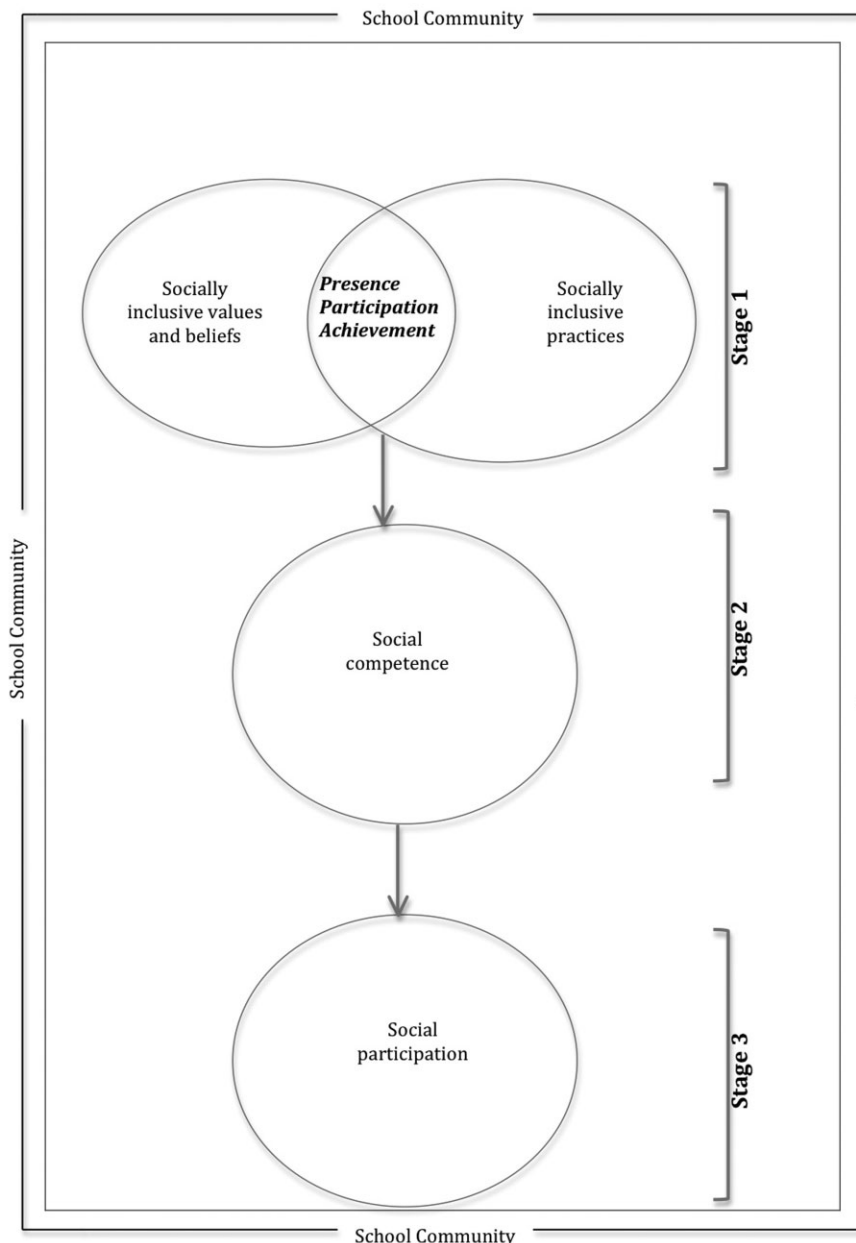 School Community
Socially
inclusive values
and beliefs
Presence
Participation
Achievement
Socially
inclusive
practices
Stage 1
School Community
Social
competence
Stage 2
Social
participation
Stage 3
School Community